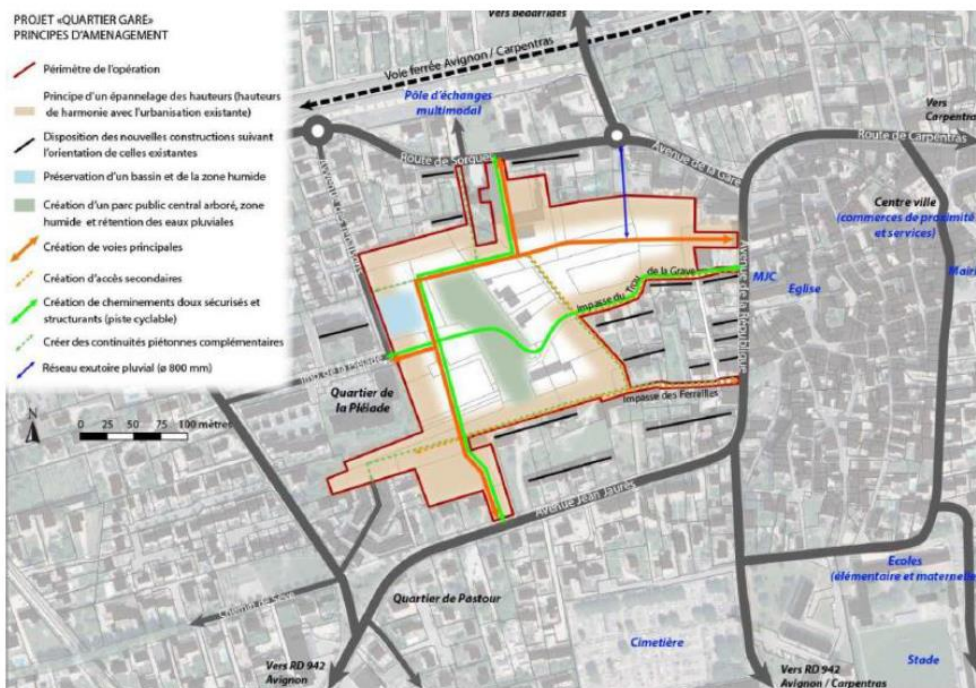 PROJET «QUARTIER GARE»
PRINCIPES D'AMENAGEMENT
Périmètre de l'opération
Principe d'un épannelage des hauteurs (hauteurs
de harmonie avec l'urbanisation existante)
Disposition des nouvelles constructions suivant
l'orientation de celles existantes
Préservation d'un bassin et de la zone humide
Création d'un parc public central arboré, zone
humide et rétention des eaux pluviales
Création de voies principales
Création d'accès secondaires
Création de cheminements doux sécurisés et
structurants (piste cyclable)
Créer des continuités piétonnes complémentaires
Réseau exutoire pluvial (ø 800 mm)
N
0 25 50 75 100 mètres
Vers Bédarrides
Voie ferrée Avignon / Carpentras
Pôle d'échanges
multimodal
Vers
Carpentra
Route de Sorgues
Avenue de la Gare
Route de Carpentras
Centre ville
(commerces de proximité
et services)
Impasse du
de la Grave
MJC
Eglise
Mairi
Avenue de la République
Imp de la Pléiade
Quartier de
la Pléiade
Impasse des Ferrailles
Avenue Jean Jaurès
Ecoles
(élémentaire et maternelle
Quartier de Pastour
Cimetière
Stade
Vers RD 942
Avignon
Vers RD 942
Avignon / Carpentras